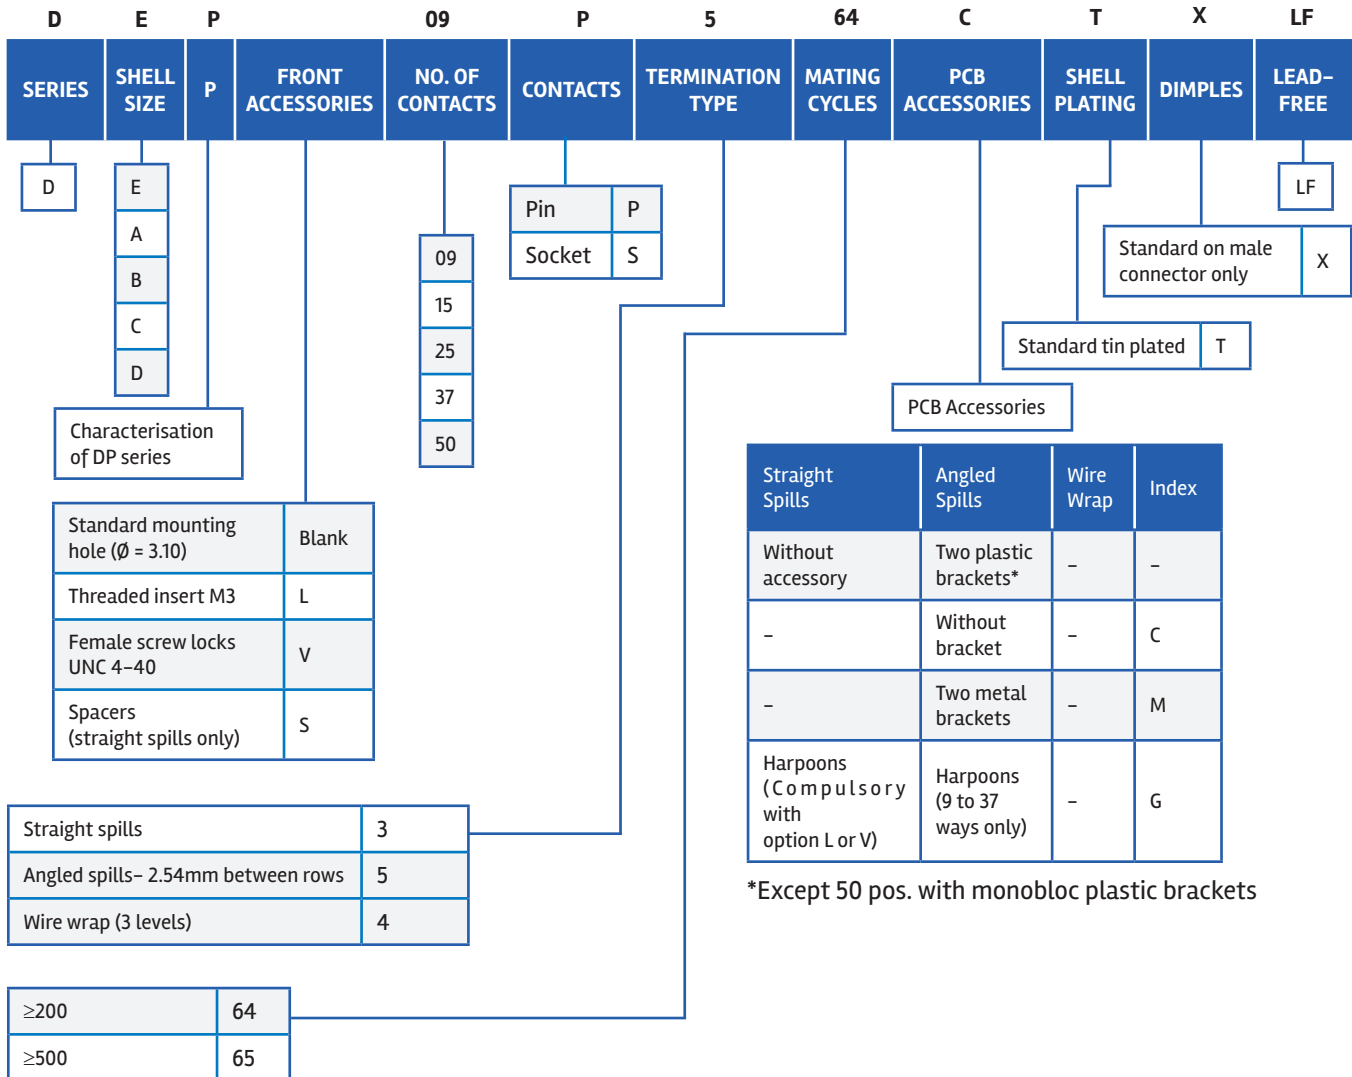 D E P 09 P 5 64 C T X LF
SERIES
SHELL
SIZE
P
FRONT
ACCESSORIES
NO. OF
CONTACTS
CONTACTS
TERMINATION
TYPE
MATING
CYCLES
PCB
ACCESSORIES
SHELL
PLATING
DIMPLES
LEAD–
FREE
D
E
A
B
C
D
Characterisation
of DP series
Standard mounting
hole (Ø = 3.10)
Blank
Threaded insert M3
L
Female screw locks
UNC 4–40
V
Spacers
(straight spills only)
S
09
15
25
37
50
Pin P
Socket S
Straight spills 3
Angled spills– 2.54mm between rows 5
Wire wrap (3 levels) 4
≥200 64
≥500 65
PCB Accessories
Standard tin plated T
Standard on male
connector only
X
LF
Straight
Spills
Angled
Spills
Wire
Wrap
Index
Without
accessory
Two plastic
brackets*
–
–
–
Without
bracket
–
C
–
Two metal
brackets
–
M
Harpoons
(Compulsory
with
option L or V)
Harpoons
(9 to 37
ways only)
–
G
*Except 50 pos. with monobloc plastic brackets